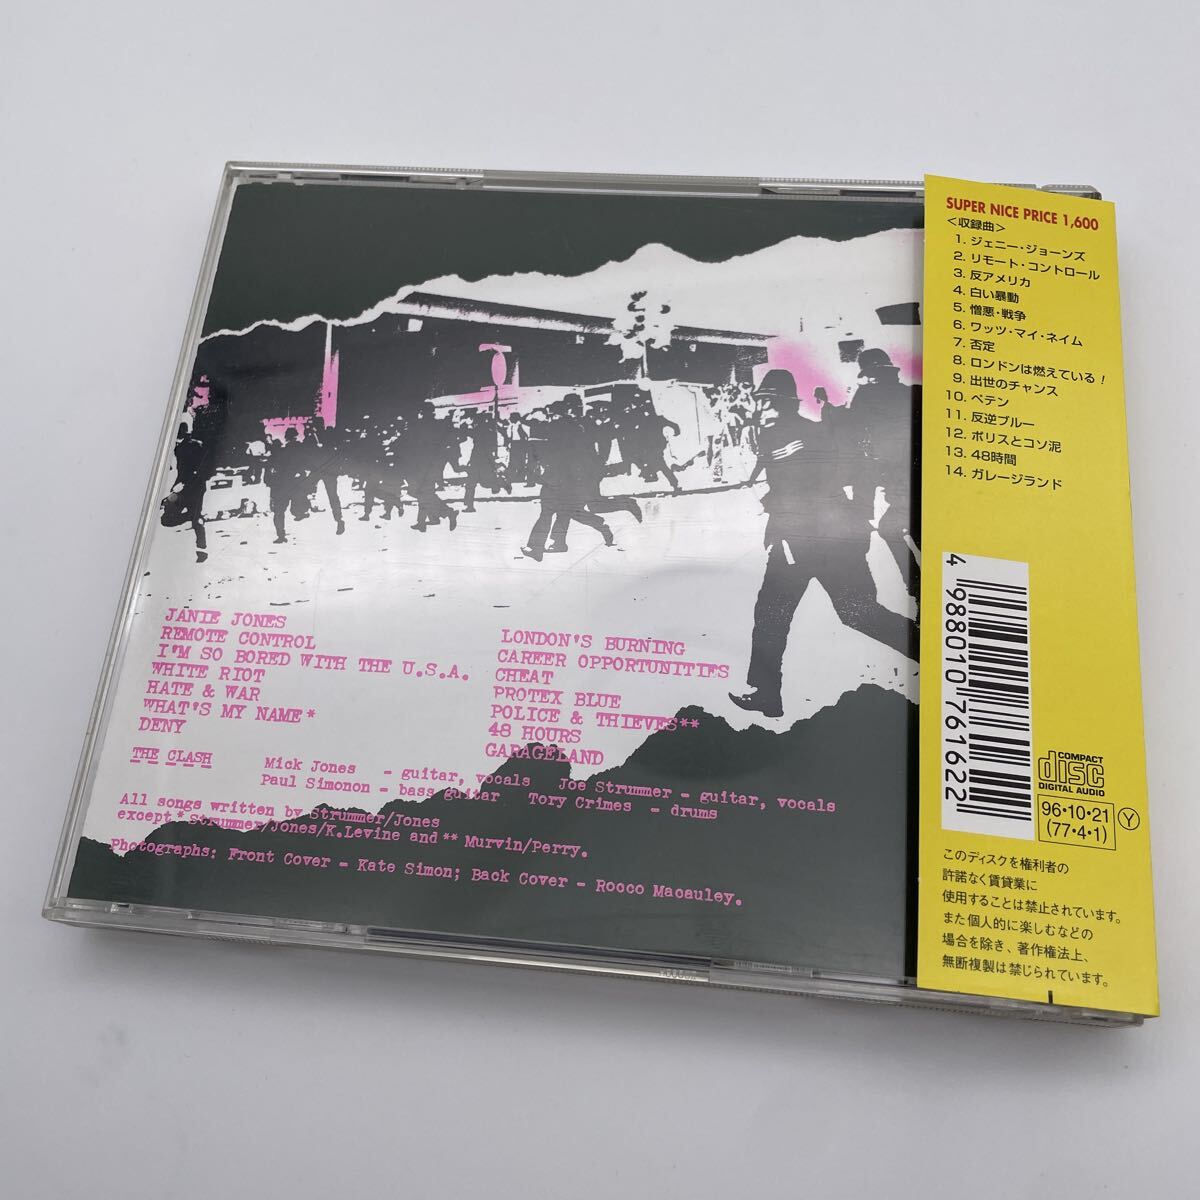 JANIE JONES
REMOTE CONTROL
I'M SO BORED WITH THE U.S.A.
WHITE RIOT
HATE & WAR
WHAT'S MY NAME*
DENY
LONDON'S BURNING
CAREER OPPORTUNITIES
CHEAT
PROTEX BLUE
POLICE & THIEVES**
48 HOURS
GARAGELAND
THE CLASH
Mick Jones - guitar, vocals Joe Strummer - guitar, vocals
Paul Simonon - bass guitar Tory Crimes - drums
All songs written by Strummer/Jones
except * Strummer/Jones/K.Levine and ** Murvin/Perry.
Photographs: Front Cover - Kate Simon; Back Cover - Rooco Macauley.
SUPER NICE PRICE 1,600
<収録曲>
1. ジェニー・ジョーンズ
2. リモート・コントロール
3. 反アメリカ
4. 白い暴動
5. 憎悪・戦争
6. ワッツ・マイ・ネイム
7. 否定
8. ロンドンは燃えている!
9. 出世のチャンス
10. ペテン
11. 反逆ブルー
12. ポリスとコソ泥
13. 48時間
14. ガレージランド
4 988010 761622
COMPACT
disc
DIGITAL AUDIO
96・10・21
(77・4・1)
Y
このディスクを権利者の
許諾なく賃貸業に
使用することは禁止されています。
また個人的に楽しむなどの
場合を除き、著作権法上、
無断複製は禁じられています。